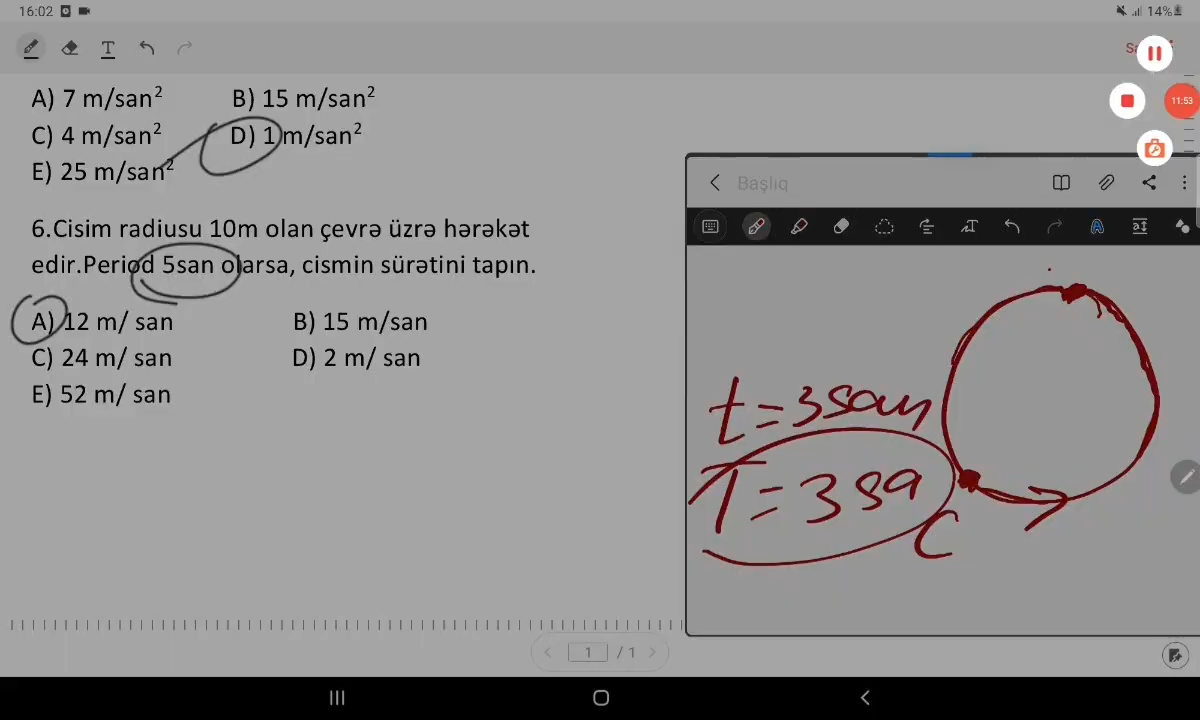 16:02
14%
A) 7 m/san² B) 15 m/san²
C) 4 m/san² D) 1 m/san²
E) 25 m/san²
6.Cisim radiusu 10m olan çevrə üzrə hərəkət
edir.Period 5san olarsa, cismin sürətini tapın.
A) 12 m/ san B) 15 m/san
C) 24 m/ san D) 2 m/ san
E) 52 m/ san
11:53
Başlıq
t=3san
T=3sa
1 / 1